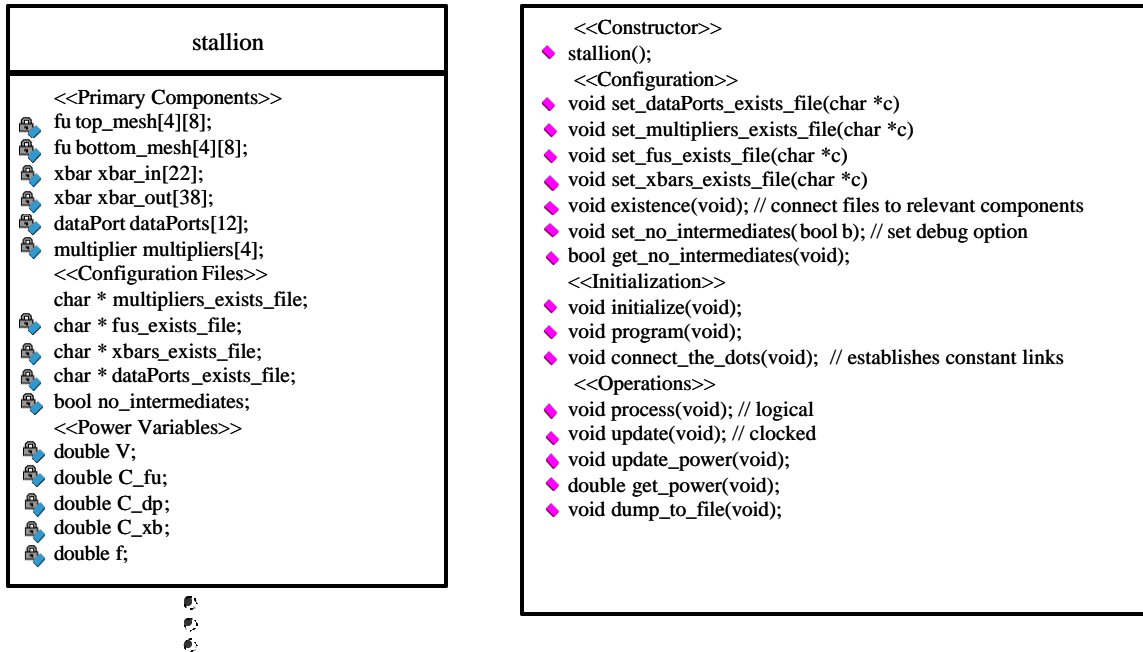 stallion
<<Primary Components>>
fu top_mesh[4][8];
fu bottom_mesh[4][8];
xbar xbar_in[22];
xbar xbar_out[38];
dataPort dataPorts[12];
multiplier multipliers[4];
<<Configuration Files>>
char * multipliers_exists_file;
char * fus_exists_file;
char * xbars_exists_file;
char * dataPorts_exists_file;
bool no_intermediates;
<<Power Variables>>
double V;
double C_fu;
double C_dp;
double C_xb;
double f;
<<Constructor>>
stallion();
<<Configuration>>
void set_dataPorts_exists_file(char *c)
void set_multipliers_exists_file(char *c)
void set_fus_exists_file(char *c)
void set_xbars_exists_file(char *c)
void existence(void); // connect files to relevant components
void set_no_intermediates(bool b); // set debug option
bool get_no_intermediates(void);
<<Initialization>>
void initialize(void);
void program(void);
void connect_the_dots(void); // establishes constant links
<<Operations>>
void process(void); // logical
void update(void); // clocked
void update_power(void);
double get_power(void);
void dump_to_file(void);